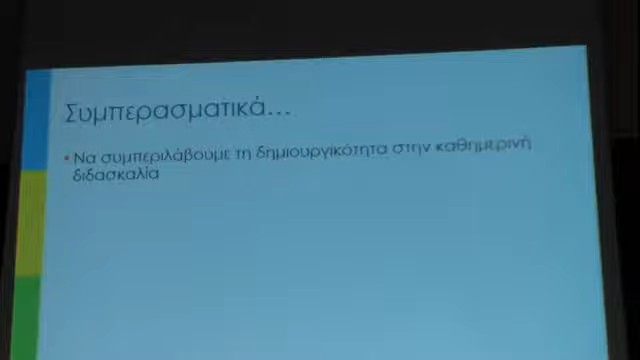 Συμπερασματικά...
• Να συμπεριλάβουμε τη δημιουργικότητα στην καθημερινή
διδασκαλία